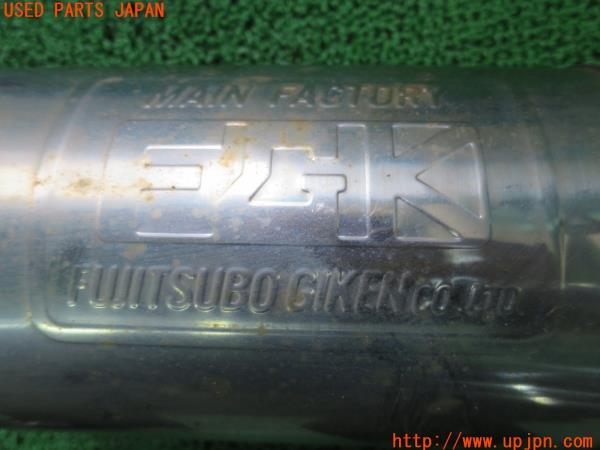 USED PARTS JAPAN
MAIN FACTORY
FGK
FUJITSUBO GIKEN CO.LTD.
http://www.upjpn.com/